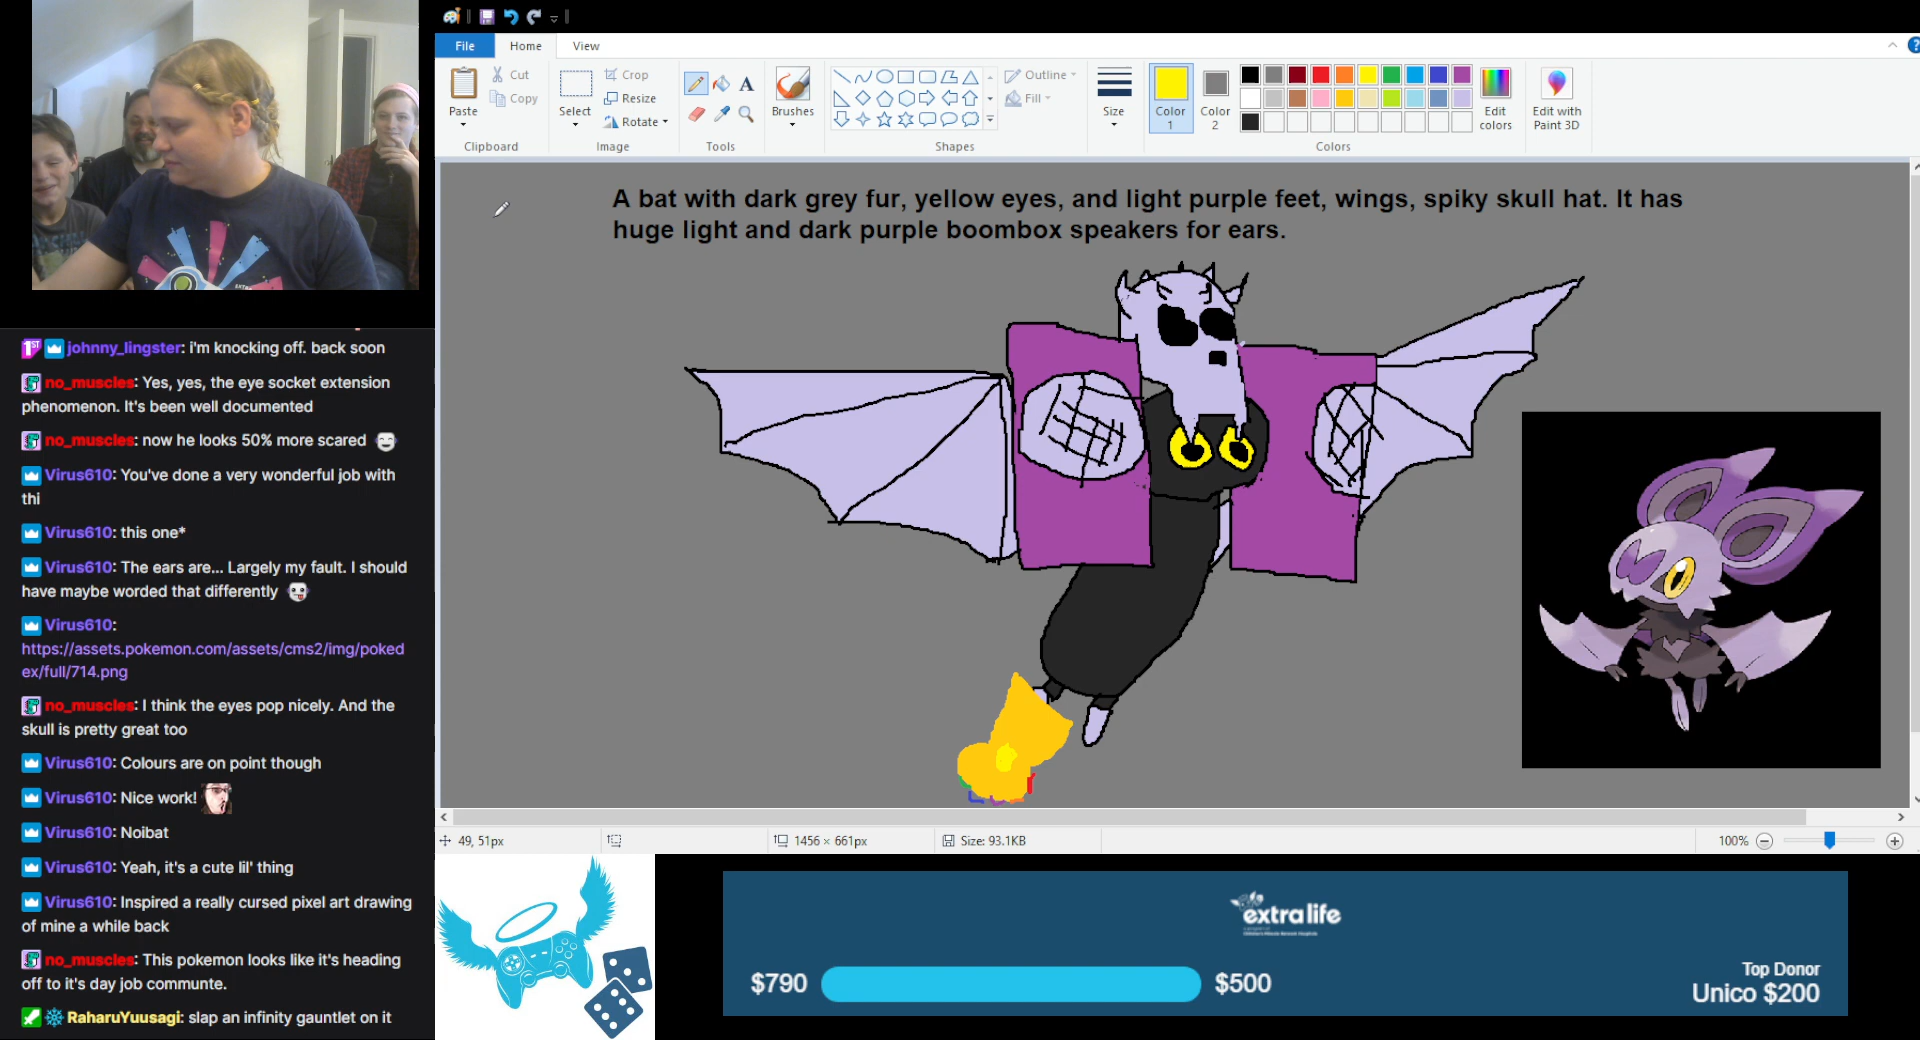 File
Home
View
Paste
Cut
Copy
Clipboard
Select
Crop
Resize
Rotate
Image
A
Tools
Brushes
Outline
Fill
Shapes
Size
Color
1
Color
2
Edit
colors
Colors
Edit with
Paint 3D
A bat with dark grey fur, yellow eyes, and light purple feet, wings, spiky skull hat. It has
huge light and dark purple boombox speakers for ears.
1ST johnny_lingster: i'm knocking off. back soon
no_muscles: Yes, yes, the eye socket extension
phenomenon. It's been well documented
no_muscles: now he looks 50% more scared
Virus610: You've done a very wonderful job with
thi
Virus610: this one*
Virus610: The ears are... Largely my fault. I should
have maybe worded that differently
Virus610:
https://assets.pokemon.com/assets/cms2/img/poked
ex/full/714.png
no_muscles: I think the eyes pop nicely. And the
skull is pretty great too
Virus610: Colours are on point though
Virus610: Nice work!
Virus610: Noibat
Virus610: Yeah, it's a cute lil' thing
Virus610: Inspired a really cursed pixel art drawing
of mine a while back
no_muscles: This pokemon looks like it's heading
off to it's day job communte.
RaharuYuusagi: slap an infinity gauntlet on it
49, 51px
1456 × 661px
Size: 93.1KB
100%
extra life
$790
$500
Top Donor
Unico $200